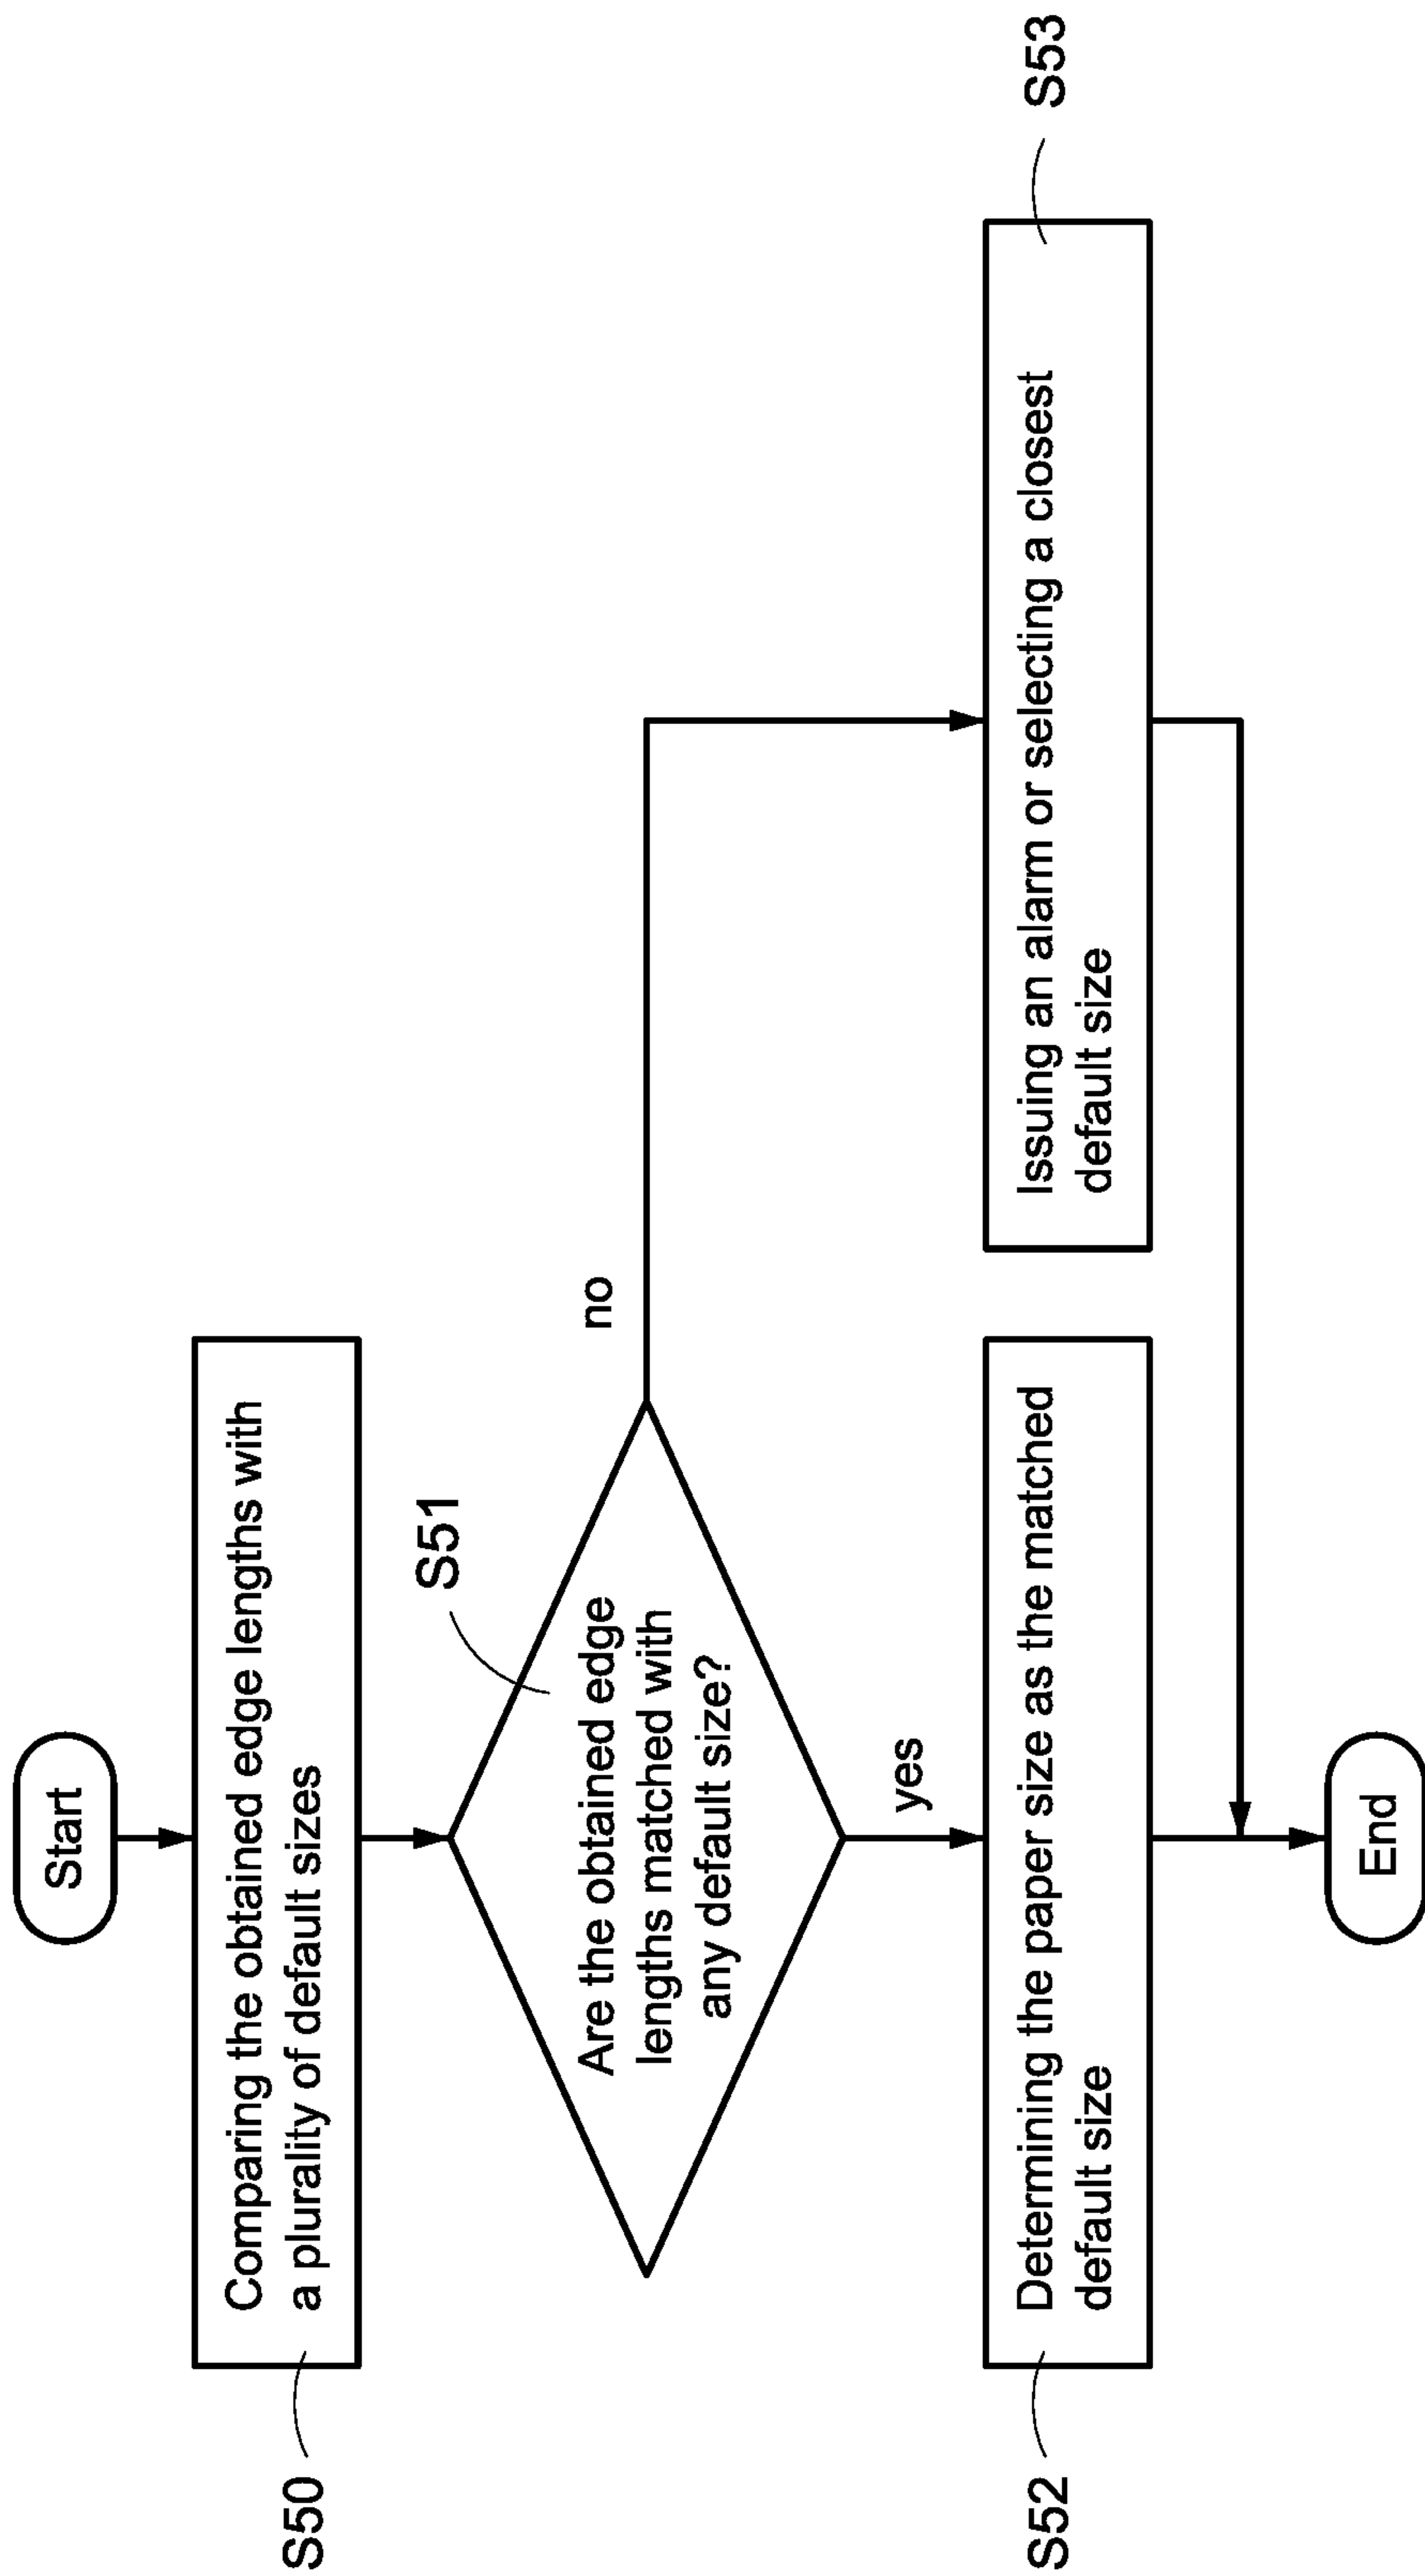 Start
S50
Comparing the obtained edge lengths with
a plurality of default sizes
S51
Are the obtained edge
lengths matched with
any default size?
no
yes
S52
Determining the paper size as the matched
default size
Issuing an alarm or selecting a closest
default size
S53
End